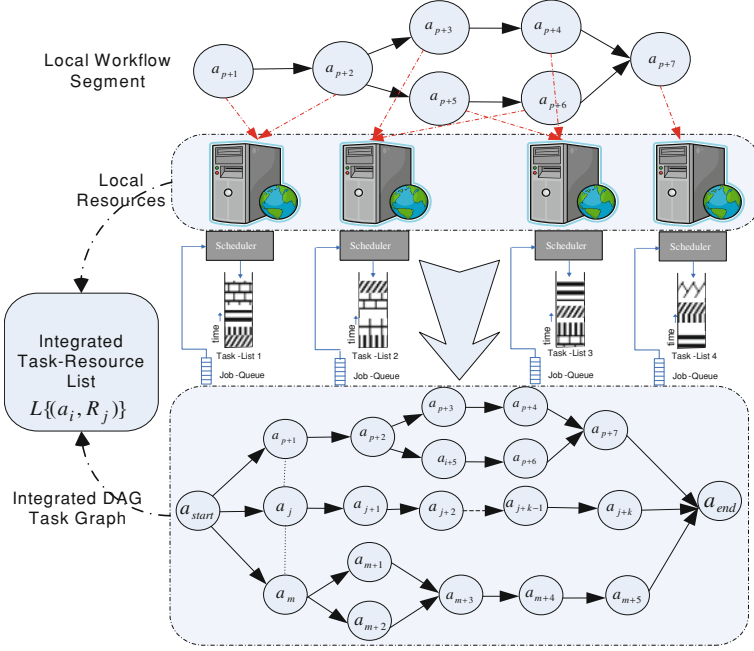 Local Workflow
Segment
a_{p+1}
a_{p+2}
a_{p+3}
a_{p+4}
a_{p+5}
a_{p+6}
a_{p+7}
Local
Resources
Scheduler
Scheduler
Scheduler
Scheduler
time
Task -List 1
Job -Queue
time
Task -List 2
Job -Queue
time
Task -List 3
Job -Queue
time
Task -List 4
Job -Queue
Integrated
Task-Resource
List
L{(a_i, R_j)}
Integrated DAG
Task Graph
a_{start}
a_{p+1}
a_{p+2}
a_{p+3}
a_{p+4}
a_{i+5}
a_{p+6}
a_{p+7}
a_j
a_{j+1}
a_{j+2}
a_{j+k-1}
a_{j+k}
a_{end}
a_m
a_{m+1}
a_{m+2}
a_{m+3}
a_{m+4}
a_{m+5}